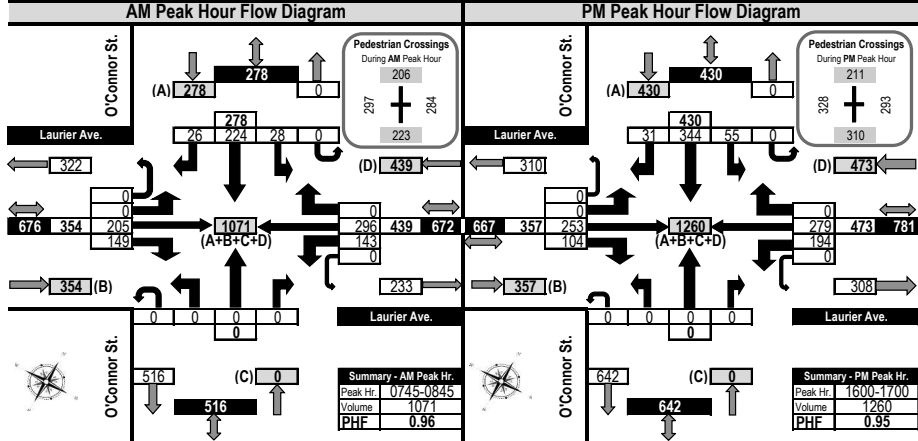 AM Peak Hour Flow Diagram
O'Connor St.
278
(A) 278 0
Pedestrian Crossings
During AM Peak Hour
206
297 284
223
278
26 224 28 0
Laurier Ave.
322
(D) 439
0
0
676 354 205
149
1071
(A+B+C+D)
0
296 439 672
143
0
354 (B)
233
0 0 0 0
0
Laurier Ave.
O'Connor St.
516
(C) 0
516
Summary - AM Peak Hr.
Peak Hr. 0745-0845
Volume 1071
PHF 0.96
PM Peak Hour Flow Diagram
O'Connor St.
430
(A) 430 0
Pedestrian Crossings
During PM Peak Hour
211
328 293
310
430
31 344 55 0
Laurier Ave.
310
(D) 473
0
0
667 357 253
104
1260
(A+B+C+D)
0
279 473 781
194
0
357 (B)
308
0 0 0 0
0
Laurier Ave.
O'Connor St.
642
(C) 0
642
Summary - PM Peak Hr.
Peak Hr. 1600-1700
Volume 1260
PHF 0.95